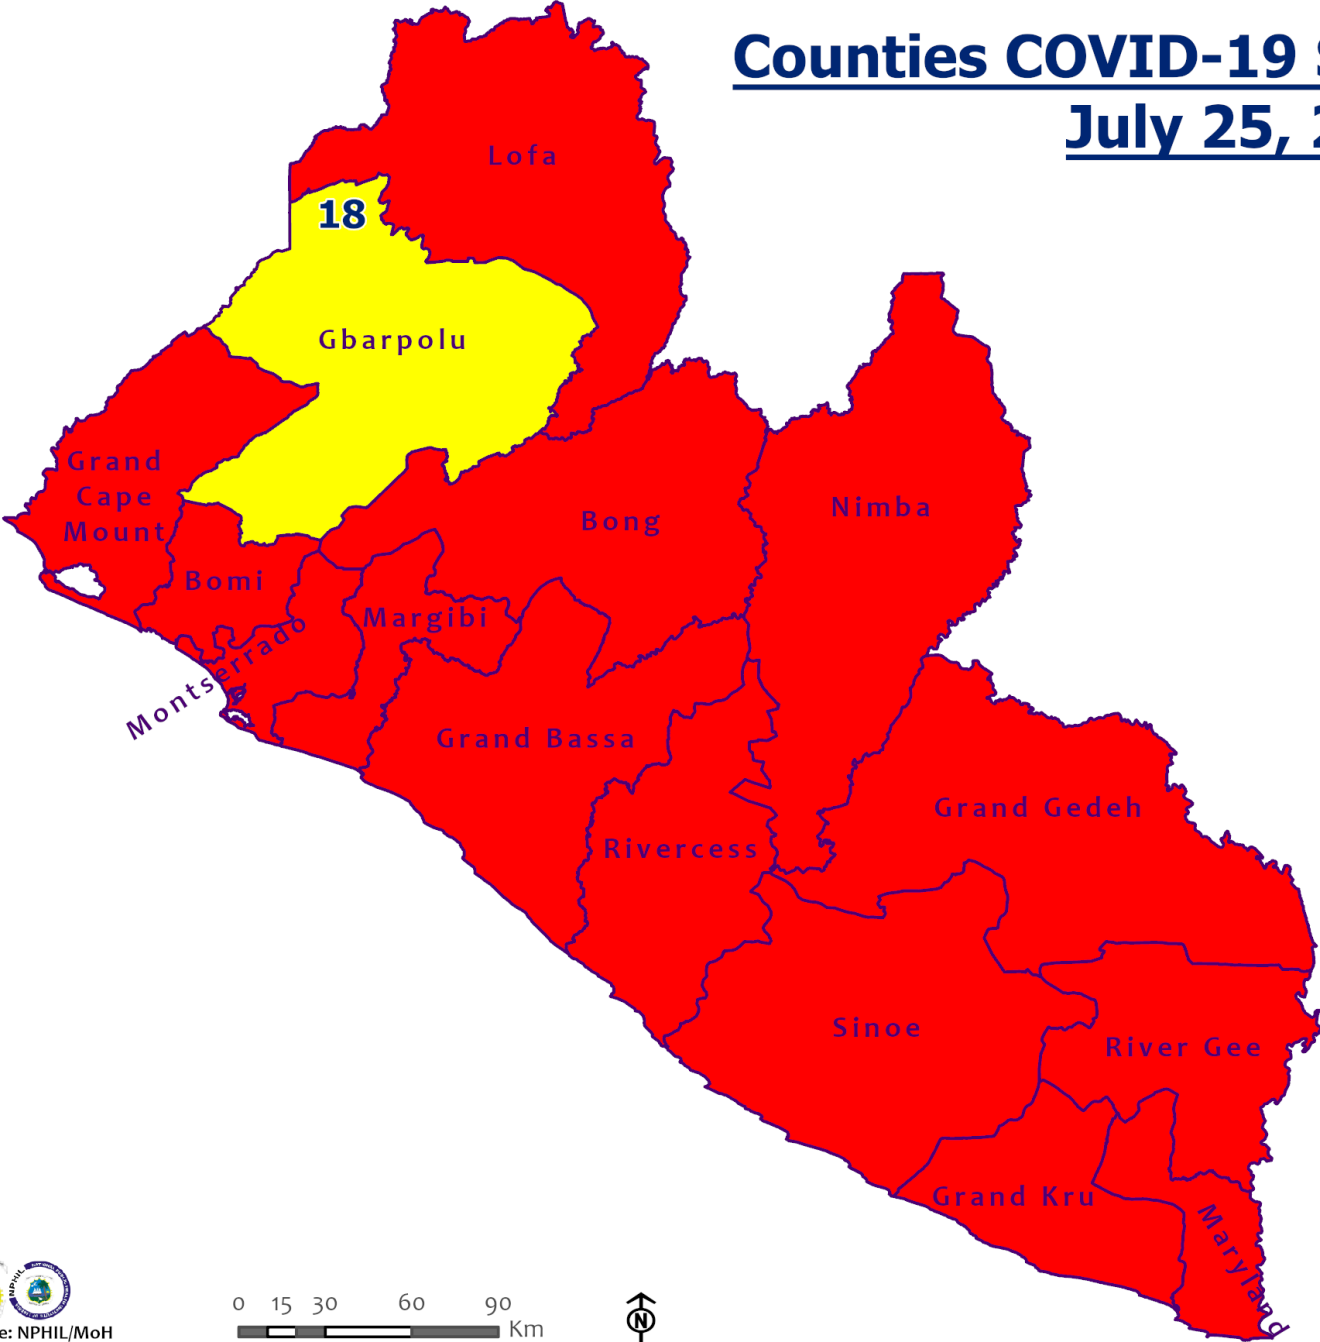 Counties COVID-19
July 25,
Lofa
18
Gbarpolu
Grand
Cape
Mount
Bong
Nimba
Bomi
Margibi
Montserrado
Grand Bassa
Grand Gedeh
Rivercess
Sinoe
River Gee
Grand Kru
Maryland
NPHIL
0 15 30 60 90
Km
N
e: NPHIL/MoH